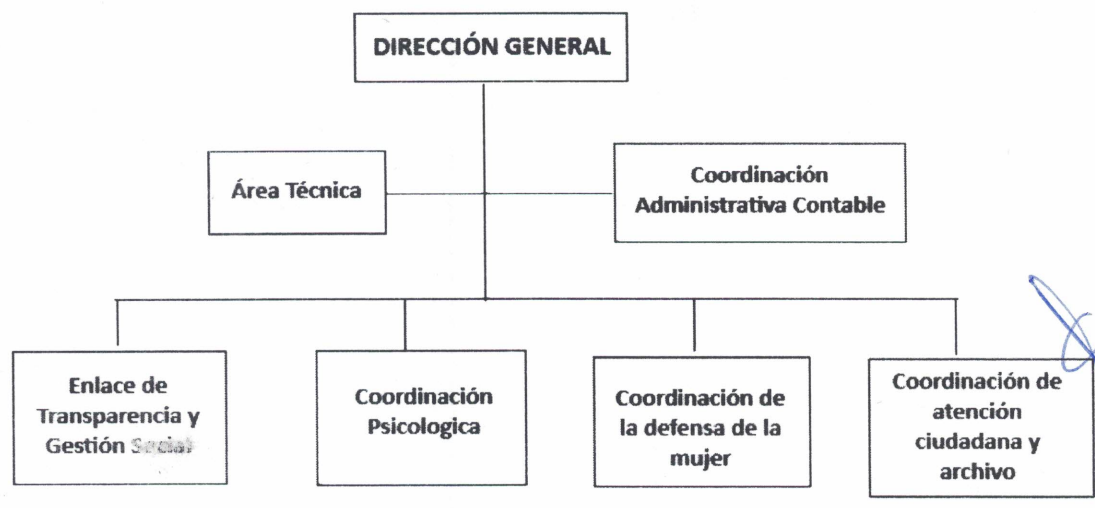 DIRECCIÓN GENERAL
Área Técnica
Coordinación
Administrativa Contable
Enlace de
Transparencia y
Gestión Social
Coordinación
Psicologica
Coordinación de
la defensa de la
mujer
Coordinación de
atención
ciudadana y
archivo